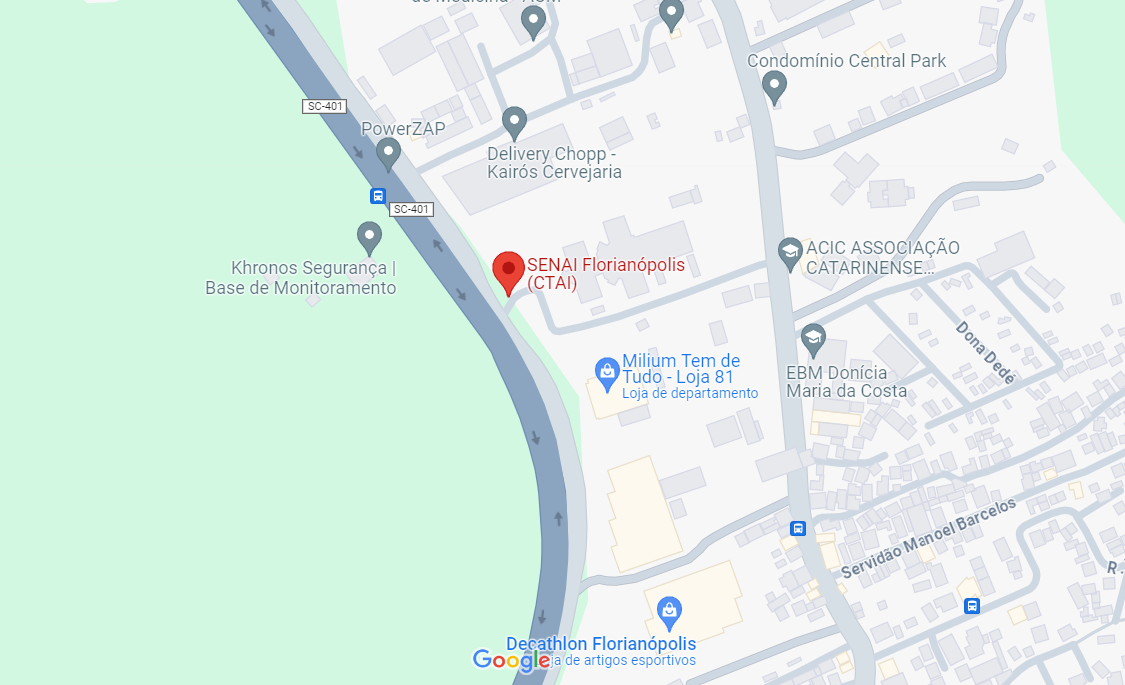 de Medicina - ACM
Condomínio Central Park
SC-401
PowerZAP
Delivery Chopp -
Kairós Cervejaria
SC-401
ACIC ASSOCIAÇÃO
CATARINENSE...
Khronos Segurança |
Base de Monitoramento
SENAI Florianópolis
(CTAI)
Dona Dedé
Milium Tem de
Tudo - Loja 81
Loja de departamento
EBM Donícia
Maria da Costa
Servidão Manoel Barcelos
R.
Decathlon Florianópolis
Google
ja de artigos esportivos